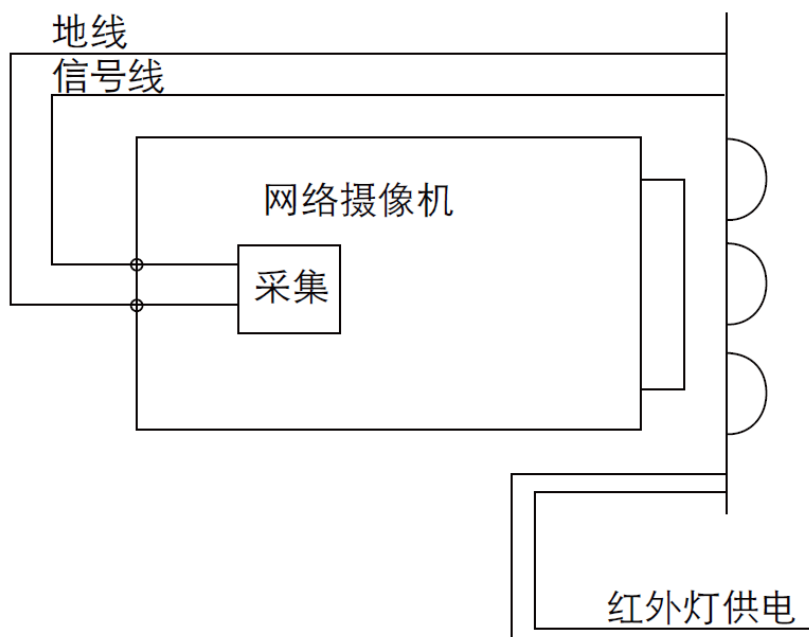 地线
信号线
网络摄像机
采集
红外灯供电